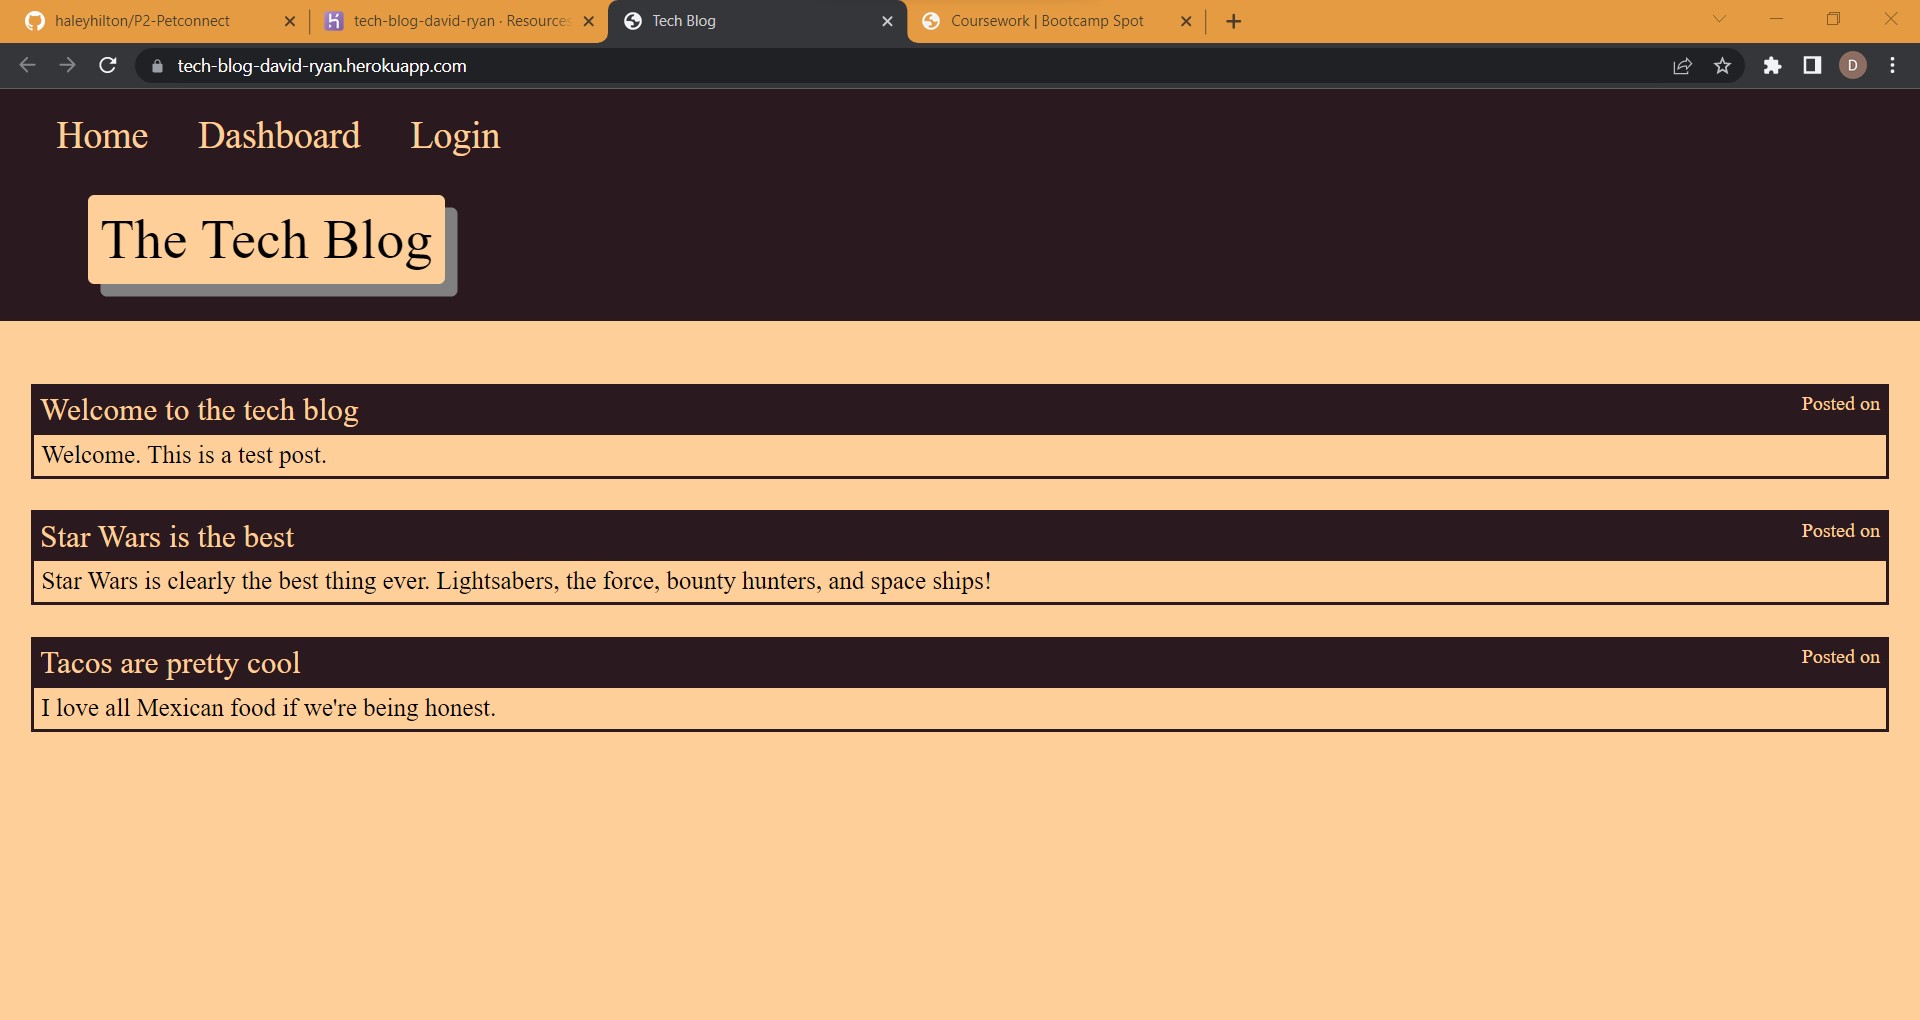 haleyhilton/P2-Petconnect
tech-blog-david-ryan · Resources
Tech Blog
Coursework | Bootcamp Spot
tech-blog-david-ryan.herokuapp.com
D
Home Dashboard Login
The Tech Blog
Welcome to the tech blog
Posted on
Welcome. This is a test post.
Star Wars is the best
Posted on
Star Wars is clearly the best thing ever. Lightsabers, the force, bounty hunters, and space ships!
Tacos are pretty cool
Posted on
I love all Mexican food if we're being honest.